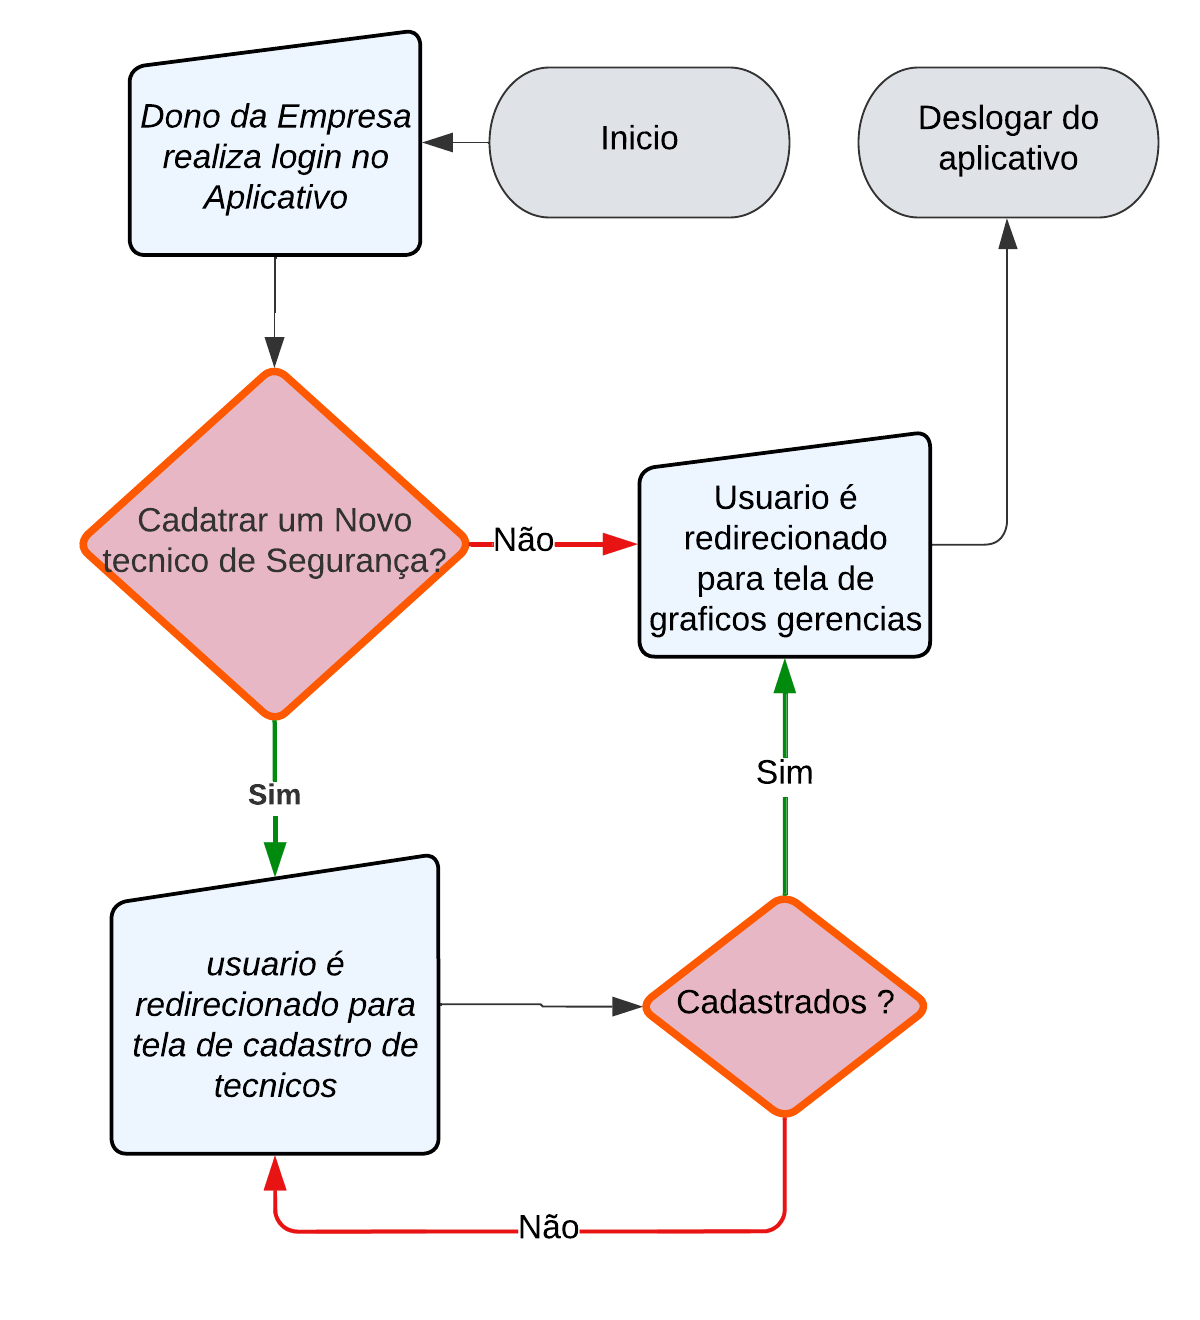 Dono da Empresa
realiza login no
Aplicativo
Inicio
Deslogar do
aplicativo
Cadatrar um Novo
tecnico de Segurança?
Não
Usuario é
redirecionado
para tela de
graficos gerencias
Sim
Sim
usuario é
redirecionado para
tela de cadastro de
tecnicos
Cadastrados ?
Não